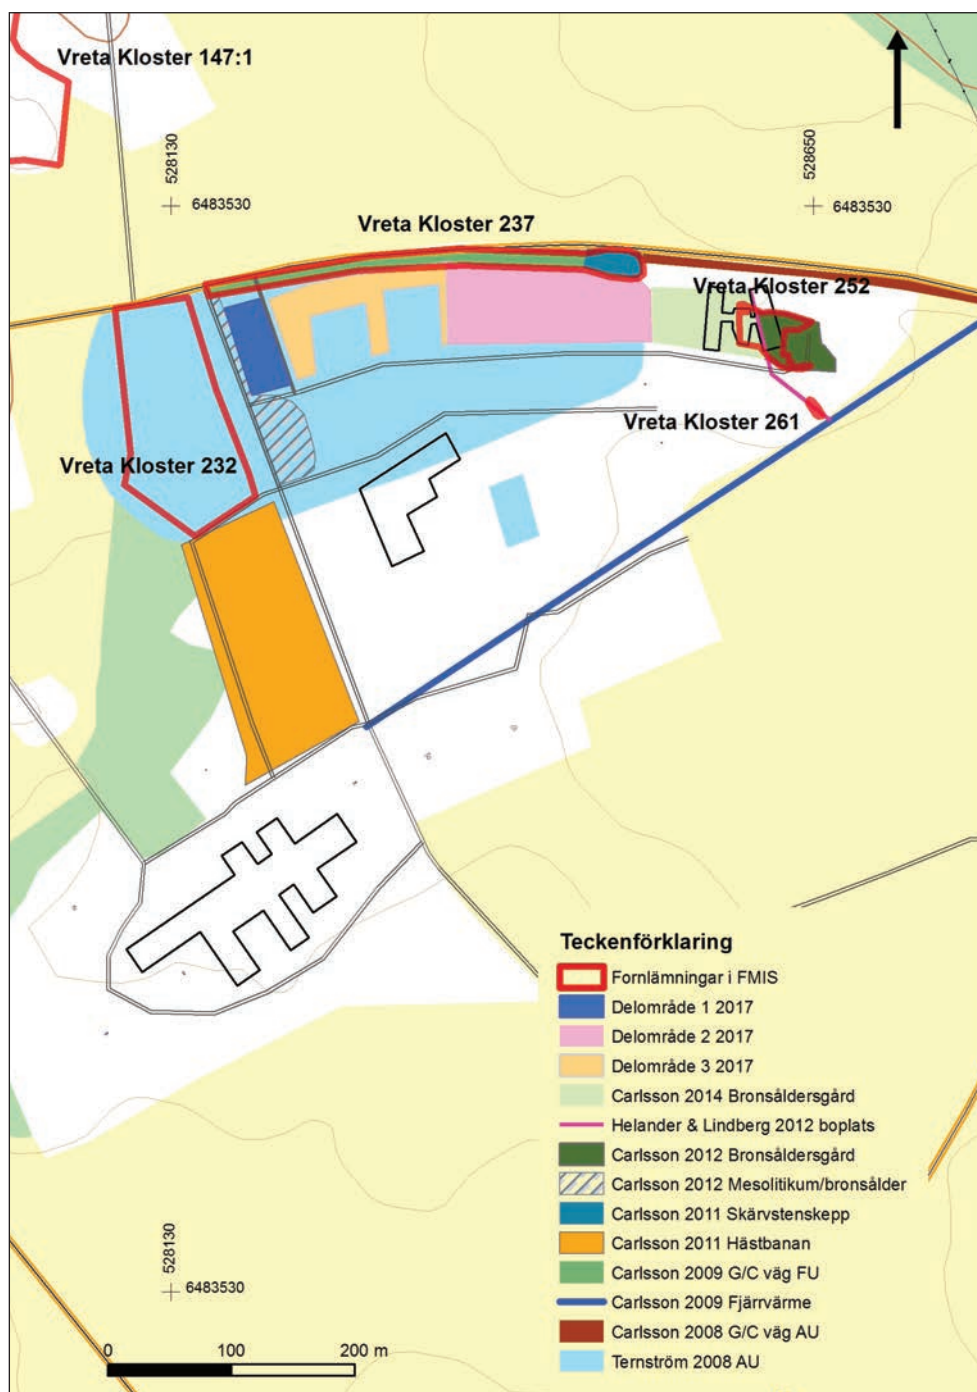 Vreta Kloster 147:1
528130
6483530
528650
6483530
Vreta Kloster 237
Vreta Kloster 252
Vreta Kloster 261
Vreta Kloster 232
Teckenförklaring
Fornlämningar i FMIS
Delområde 1 2017
Delområde 2 2017
Delområde 3 2017
Carlsson 2014 Bronsåldersgård
Helander & Lindberg 2012 boplats
Carlsson 2012 Bronsåldersgård
Carlsson 2012 Mesolitikum/bronsålder
Carlsson 2011 Skärvstenskepp
Carlsson 2011 Hästbanan
Carlsson 2009 G/C väg FU
Carlsson 2009 Fjärrvärme
Carlsson 2008 G/C väg AU
Ternström 2008 AU
528130
6483530
0 100 200 m